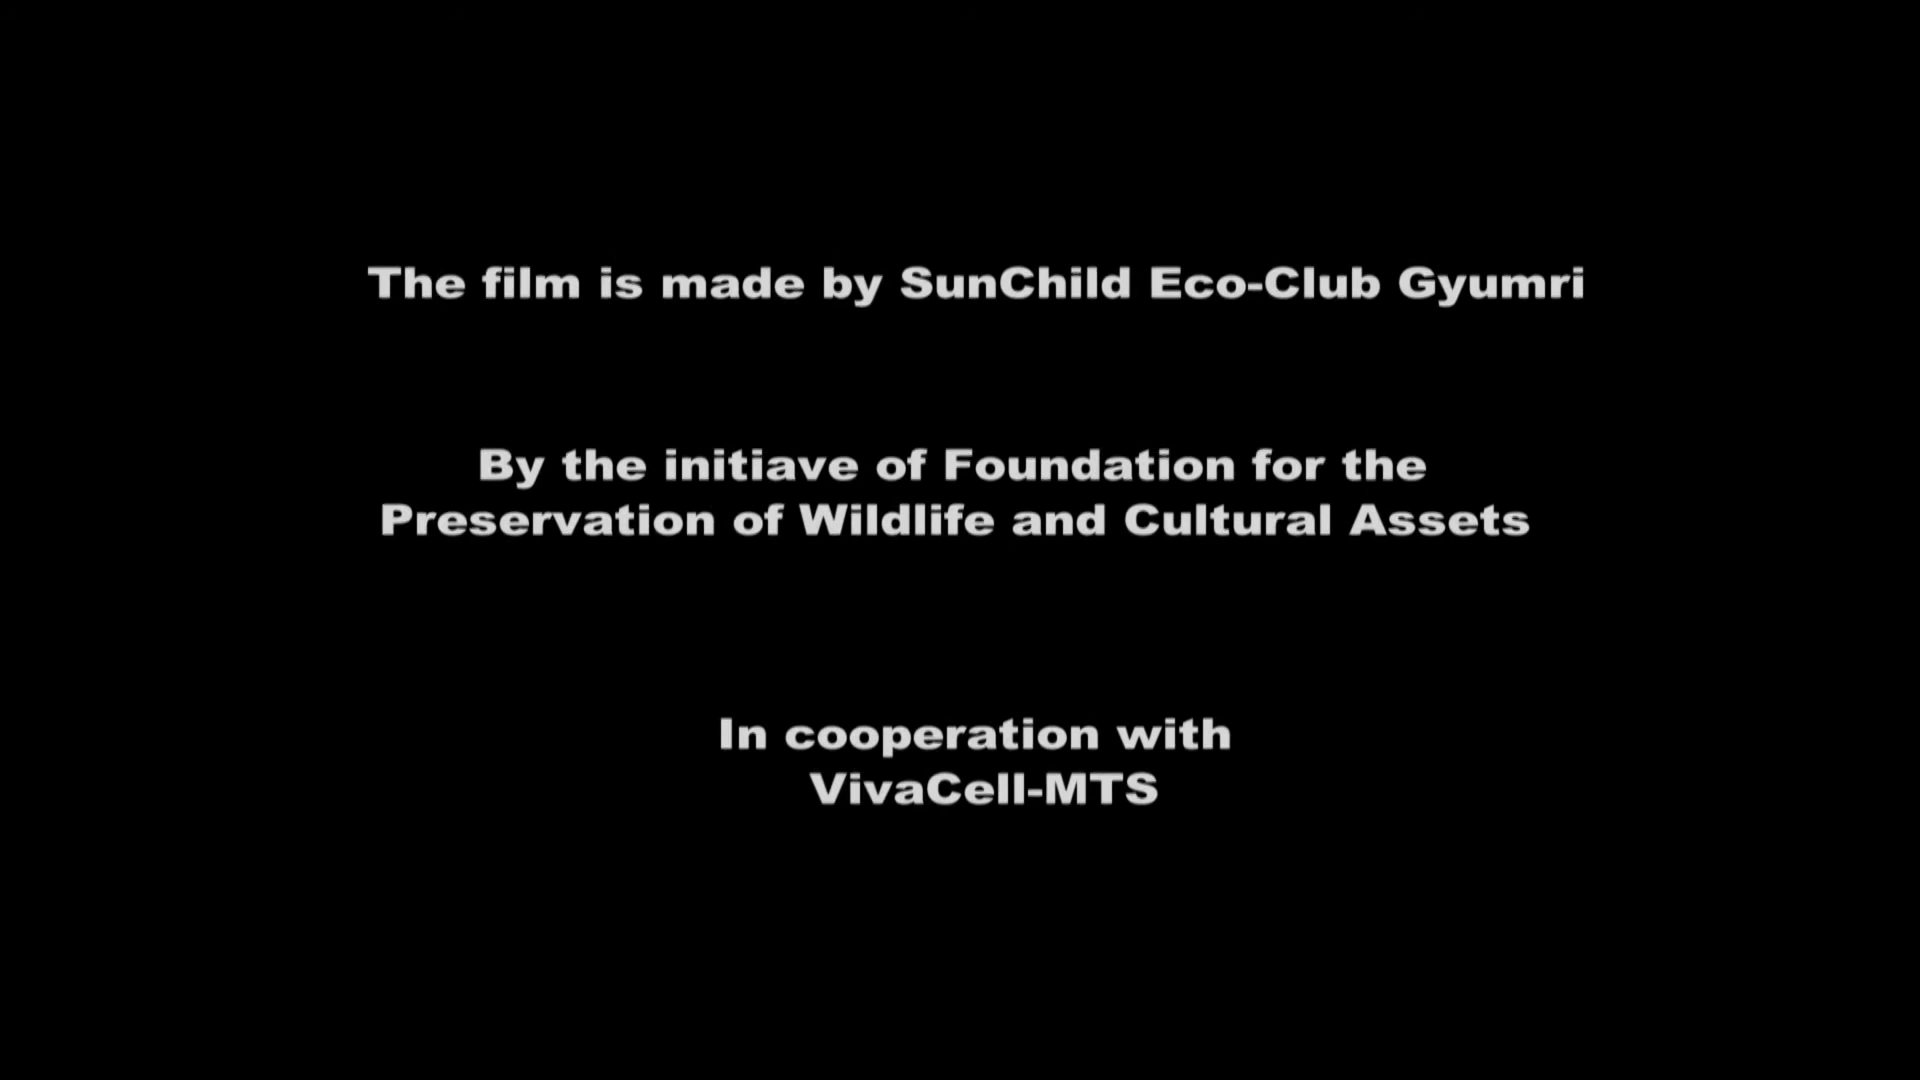 The film is made by SunChild Eco-Club Gyumri
By the initiave of Foundation for the
Preservation of Wildlife and Cultural Assets
In cooperation with
VivaCell-MTS